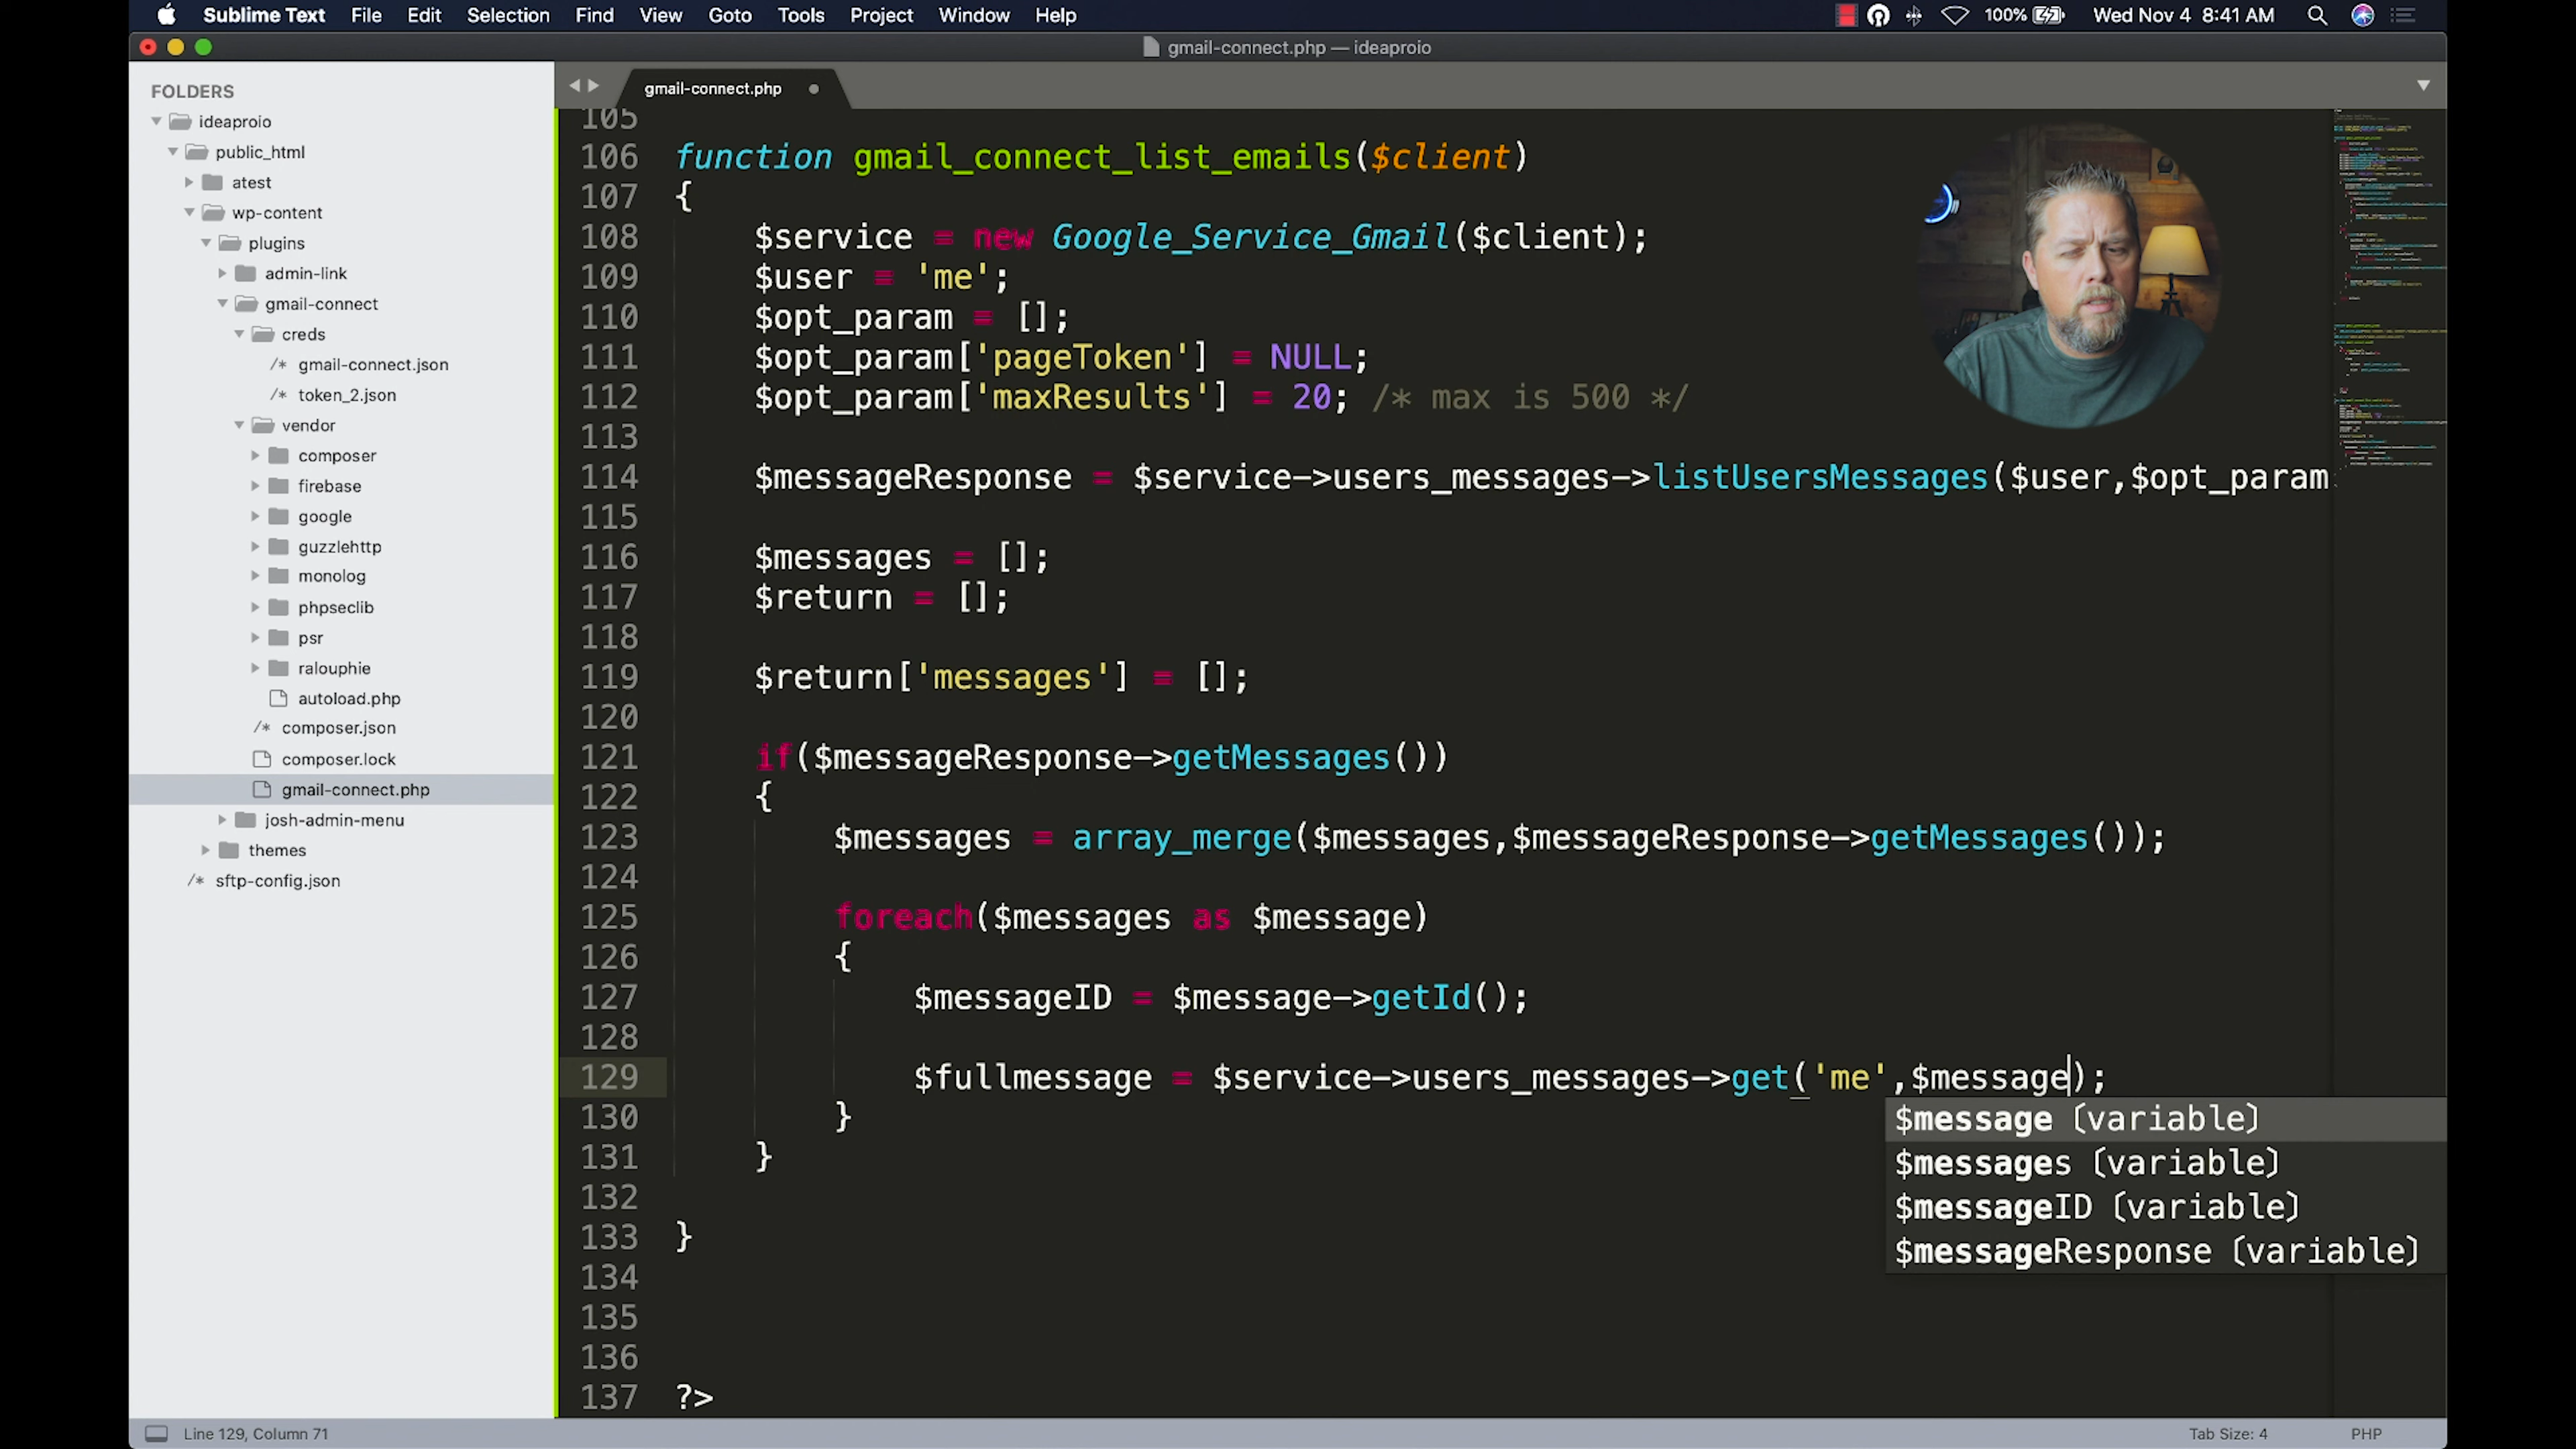 Sublime Text File Edit Selection Find View Goto Tools Project Window Help 100% Wed Nov 4 8:41 AM
gmail-connect.php — ideaproio
FOLDERS
ideaproio
public_html
atest
wp-content
plugins
admin-link
gmail-connect
creds
/* gmail-connect.json
/* token_2.json
vendor
composer
firebase
google
guzzlehttp
monolog
phpseclib
psr
ralouphie
autoload.php
/* composer.json
composer.lock
gmail-connect.php
josh-admin-menu
themes
/* sftp-config.json
gmail-connect.php
105
106 function gmail_connect_list_emails($client)
107 {
108 $service = new Google_Service_Gmail($client);
109 $user = 'me';
110 $opt_param = [];
111 $opt_param['pageToken'] = NULL;
112 $opt_param['maxResults'] = 20; /* max is 500 */
113
114 $messageResponse = $service->users_messages->listUsersMessages($user,$opt_param
115
116 $messages = [];
117 $return = [];
118
119 $return['messages'] = [];
120
121 if($messageResponse->getMessages())
122 {
123 $messages = array_merge($messages,$messageResponse->getMessages());
124
125 foreach($messages as $message)
126 {
127 $messageID = $message->getId();
128
129 $fullmessage = $service->users_messages->get('me',$message);
130 }
131 }
132
133 }
134
135
136
137 ?>
$message (variable)
$messages (variable)
$messageID (variable)
$messageResponse (variable)
Line 129, Column 71 Tab Size: 4 PHP